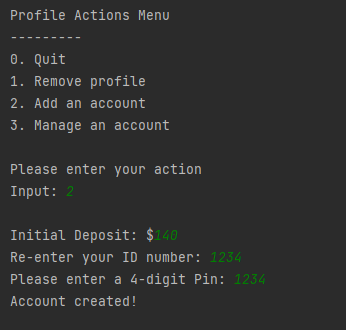 Profile Actions Menu
---------
0. Quit
1. Remove profile
2. Add an account
3. Manage an account
Please enter your action
Input: 2
Initial Deposit: $140
Re-enter your ID number: 1234
Please enter a 4-digit Pin: 1234
Account created!